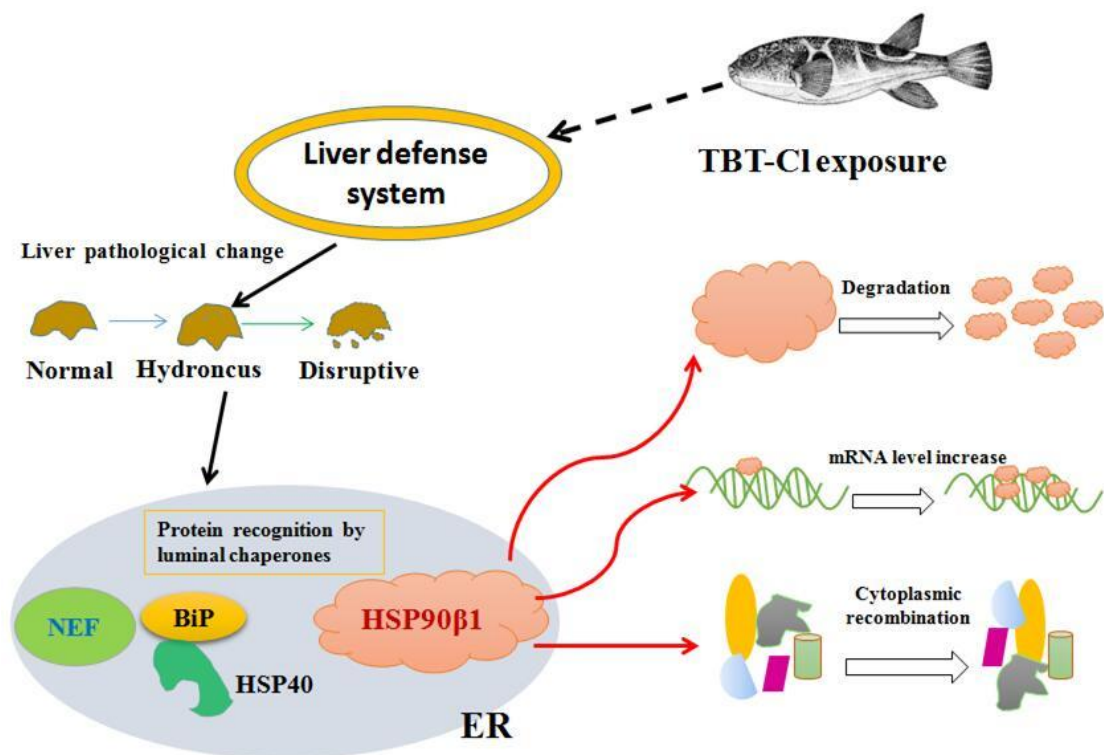 TBT-Cl exposure
Liver defense
system
Liver pathological change
Normal
Hydroncus
Disruptive
Degradation
mRNA level increase
Protein recognition by
luminal chaperones
NEF
BiP
HSP40
HSP90β1
ER
Cytoplasmic
recombination